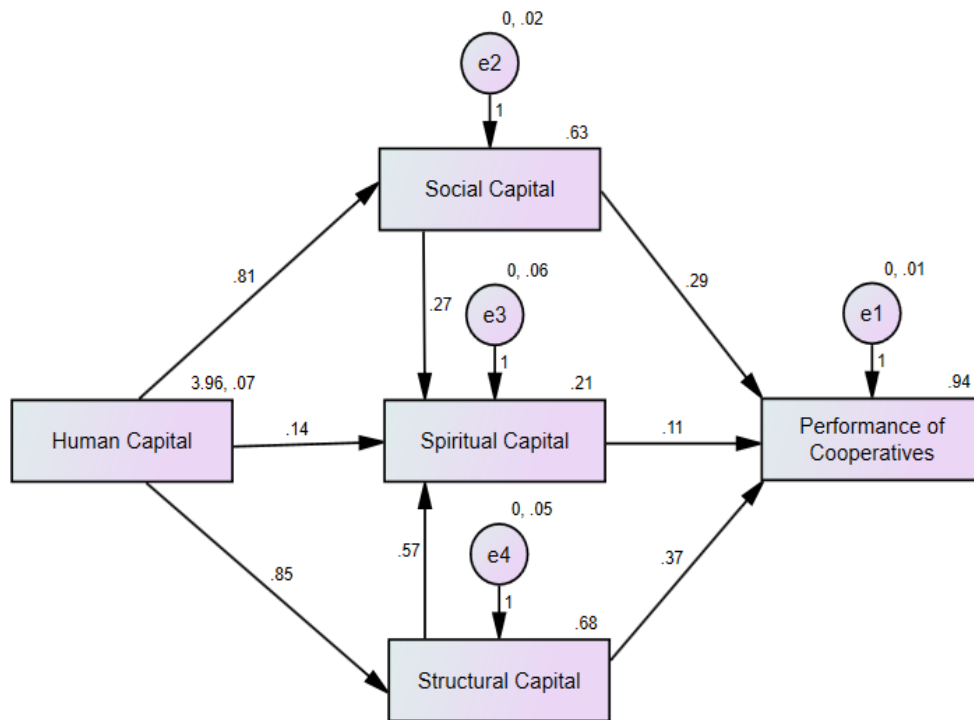 0, .02
e2
1
.63
Social Capital
.81
.27
0, .06
e3
1
.29
0, .01
e1
1
3.96, .07
.21
.94
Human Capital
.14
Spiritual Capital
.11
Performance of
Cooperatives
0, .05
e4
1
.57
.37
.85
.68
Structural Capital